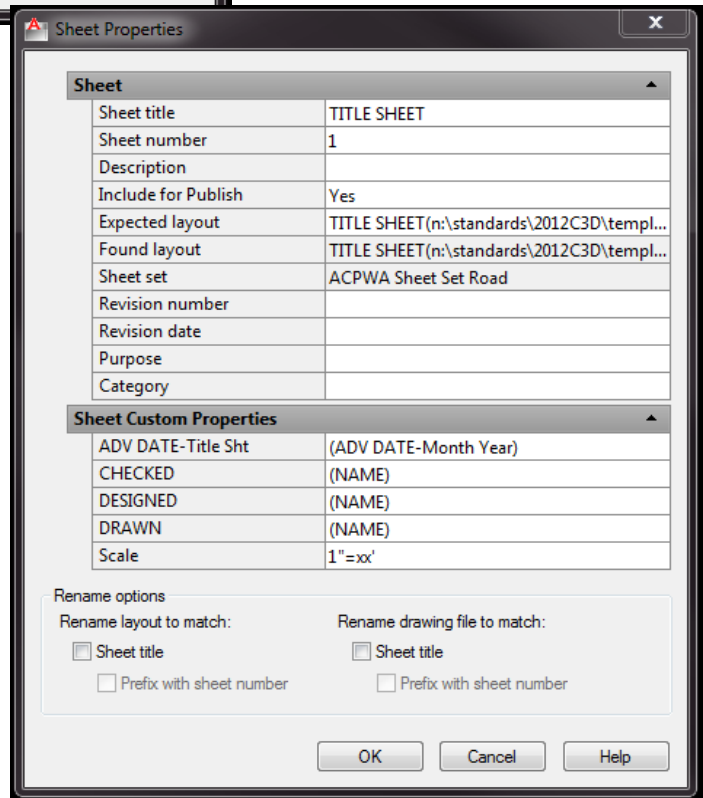 Sheet Properties
x
Sheet
Sheet title TITLE SHEET
Sheet number 1
Description
Include for Publish Yes
Expected layout TITLE SHEET(n:\standards\2012C3D\templ...
Found layout TITLE SHEET(n:\standards\2012C3D\templ...
Sheet set ACPWA Sheet Set Road
Revision number
Revision date
Purpose
Category
Sheet Custom Properties
ADV DATE-Title Sht (ADV DATE-Month Year)
CHECKED (NAME)
DESIGNED (NAME)
DRAWN (NAME)
Scale 1"=xx'
Rename options
Rename layout to match: Rename drawing file to match:
Sheet title Sheet title
Prefix with sheet number Prefix with sheet number
OK Cancel Help